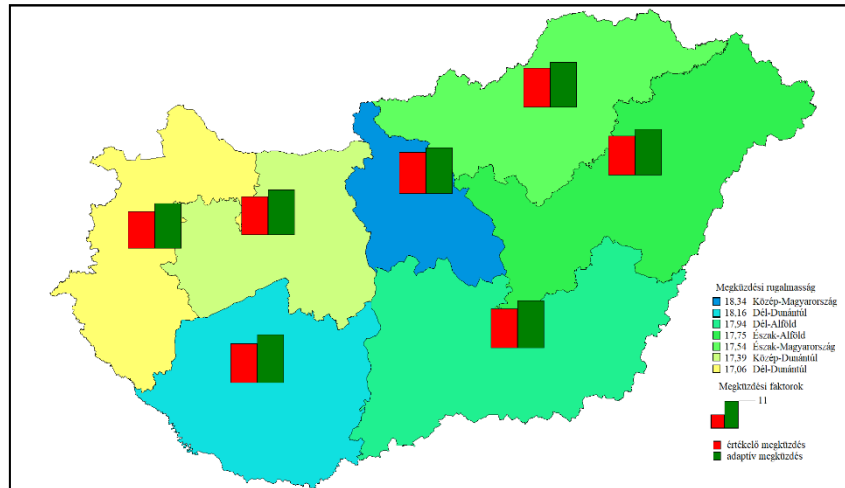 Megküzdési rugalmasság
18,34 Közép-Magyarország
18,16 Dél-Dunántúl
17,94 Dél-Alföld
17,75 Észak-Alföld
17,54 Észak-Magyarország
17,39 Közép-Dunántúl
17,06 Dél-Dunántúl
Megküzdési faktorok
11
értékelő megküzdés
adaptív megküzdés